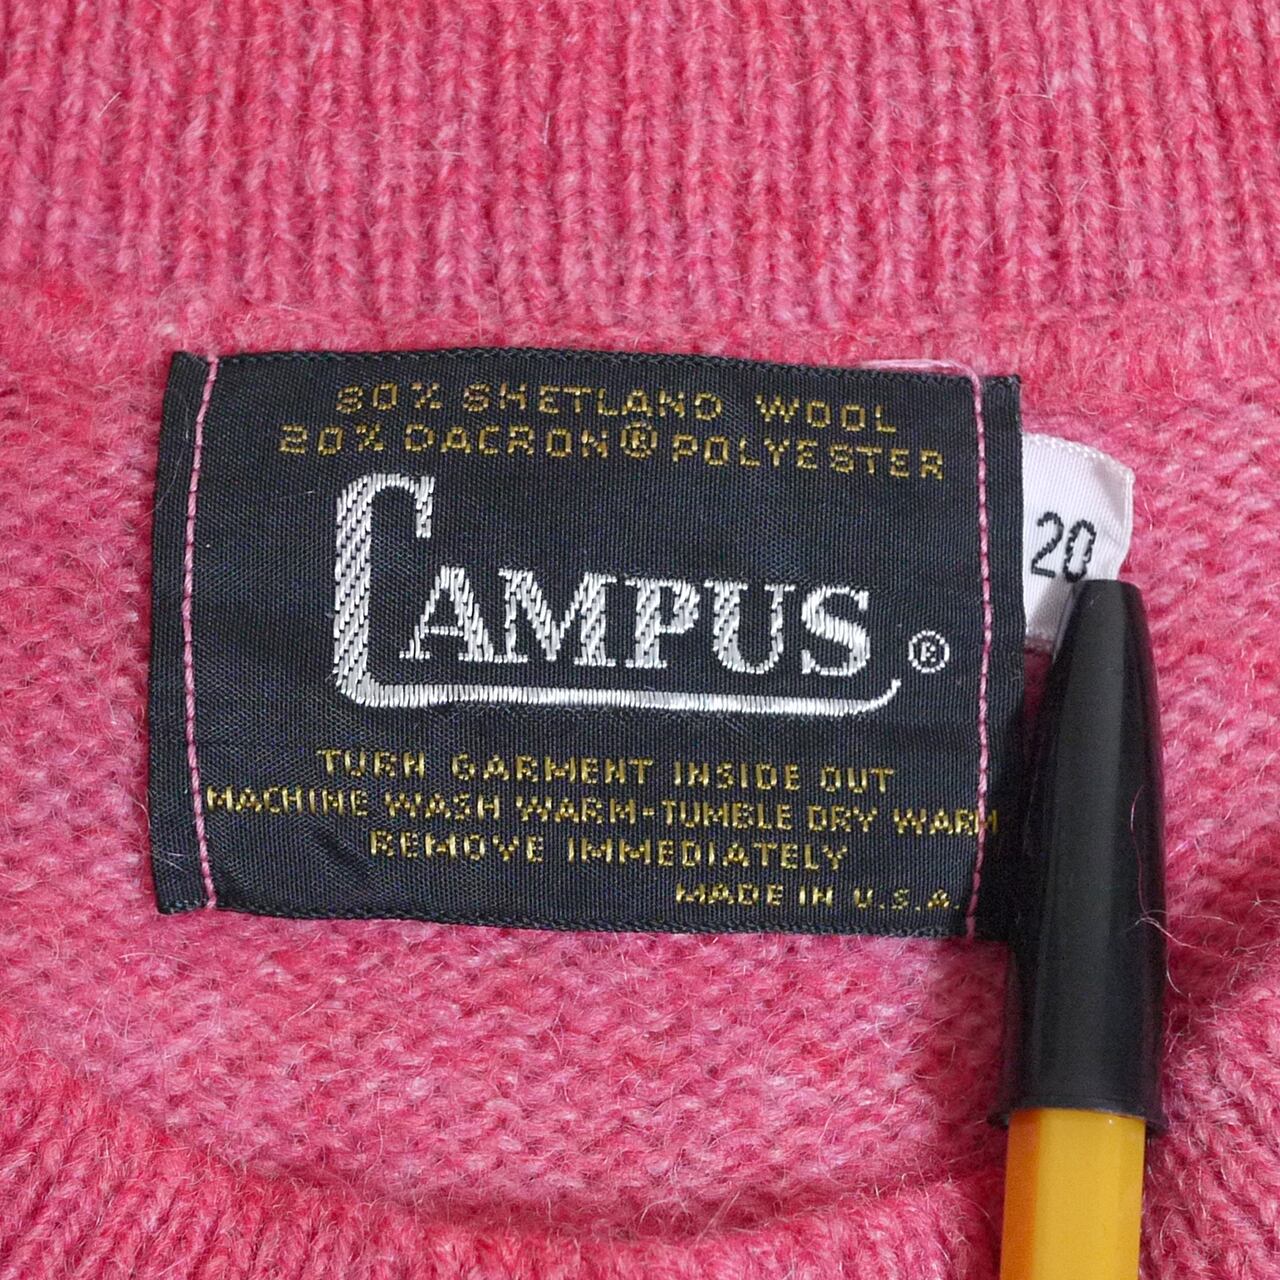 80% SHETLAND WOOL
20% DACRON® POLYESTER
CAMPUS®
20
TURN GARMENT INSIDE OUT
MACHINE WASH WARM-TUMBLE DRY WARM
REMOVE IMMEDIATELY
MADE IN U.S.A.